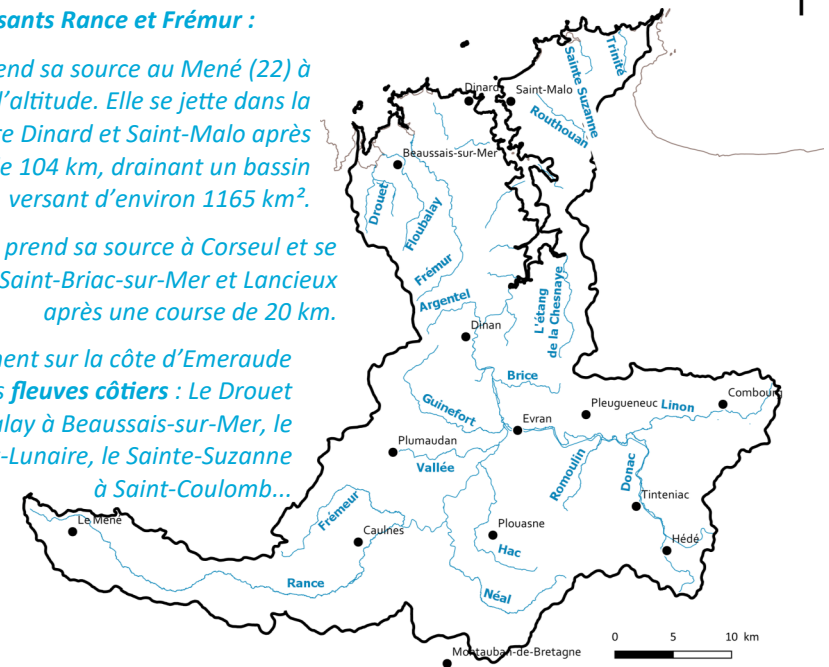 sants Rance et Frémur :
end sa source au Mené (22) à
l'altitude. Elle se jette dans la
re Dinard et Saint-Malo après
e 104 km, drainant un bassin
versant d'environ 1165 km².
prend sa source à Corseul et se
Saint-Briac-sur-Mer et Lancieux
après une course de 20 km.
nent sur la côte d'Emeraude
s fleuves côtiers : Le Drouet
alay à Beaussais-sur-Mer, le
-Lunaire, le Sainte-Suzanne
à Saint-Coulomb...
Trinité
Sainte Suzanne
Dinard
Saint-Malo
Routhouan
Beaussais-sur-Mer
Drouet
Floubalay
Frémur
Argentel
L'étang
de la Chesnaye
Dinan
Brice
Guinefort
Evran
Pleugueneuc
Linon
Combourg
Plumaudan
Vallée
Romoulin
Donac
Tinteniac
Frémeur
Le Mené
Caulnes
Plouasne
Hac
Hédé
Rance
Néal
Montauban-de-Bretagne
0 5 10 km